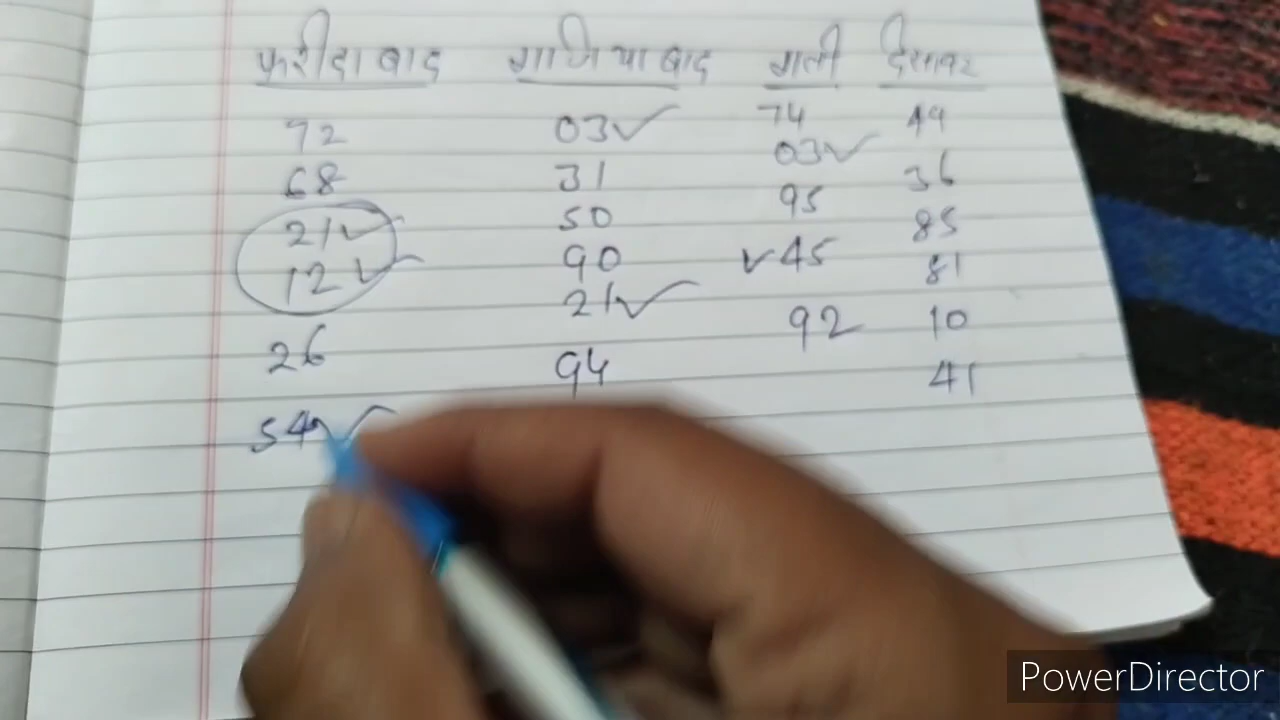 फरीदाबाद गाजियाबाद गली दिसावर
92 03✓ 74 49
68 31 03✓ 36
21✓ 50 95 85
12✓ 90 ✓45 81
21✓
26 94 92 10
54✓ 41
PowerDirector